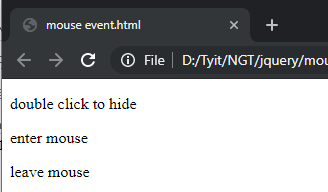 mouse event.html
File D:/Tyit/NGT/jquery/mou
double click to hide
enter mouse
leave mouse